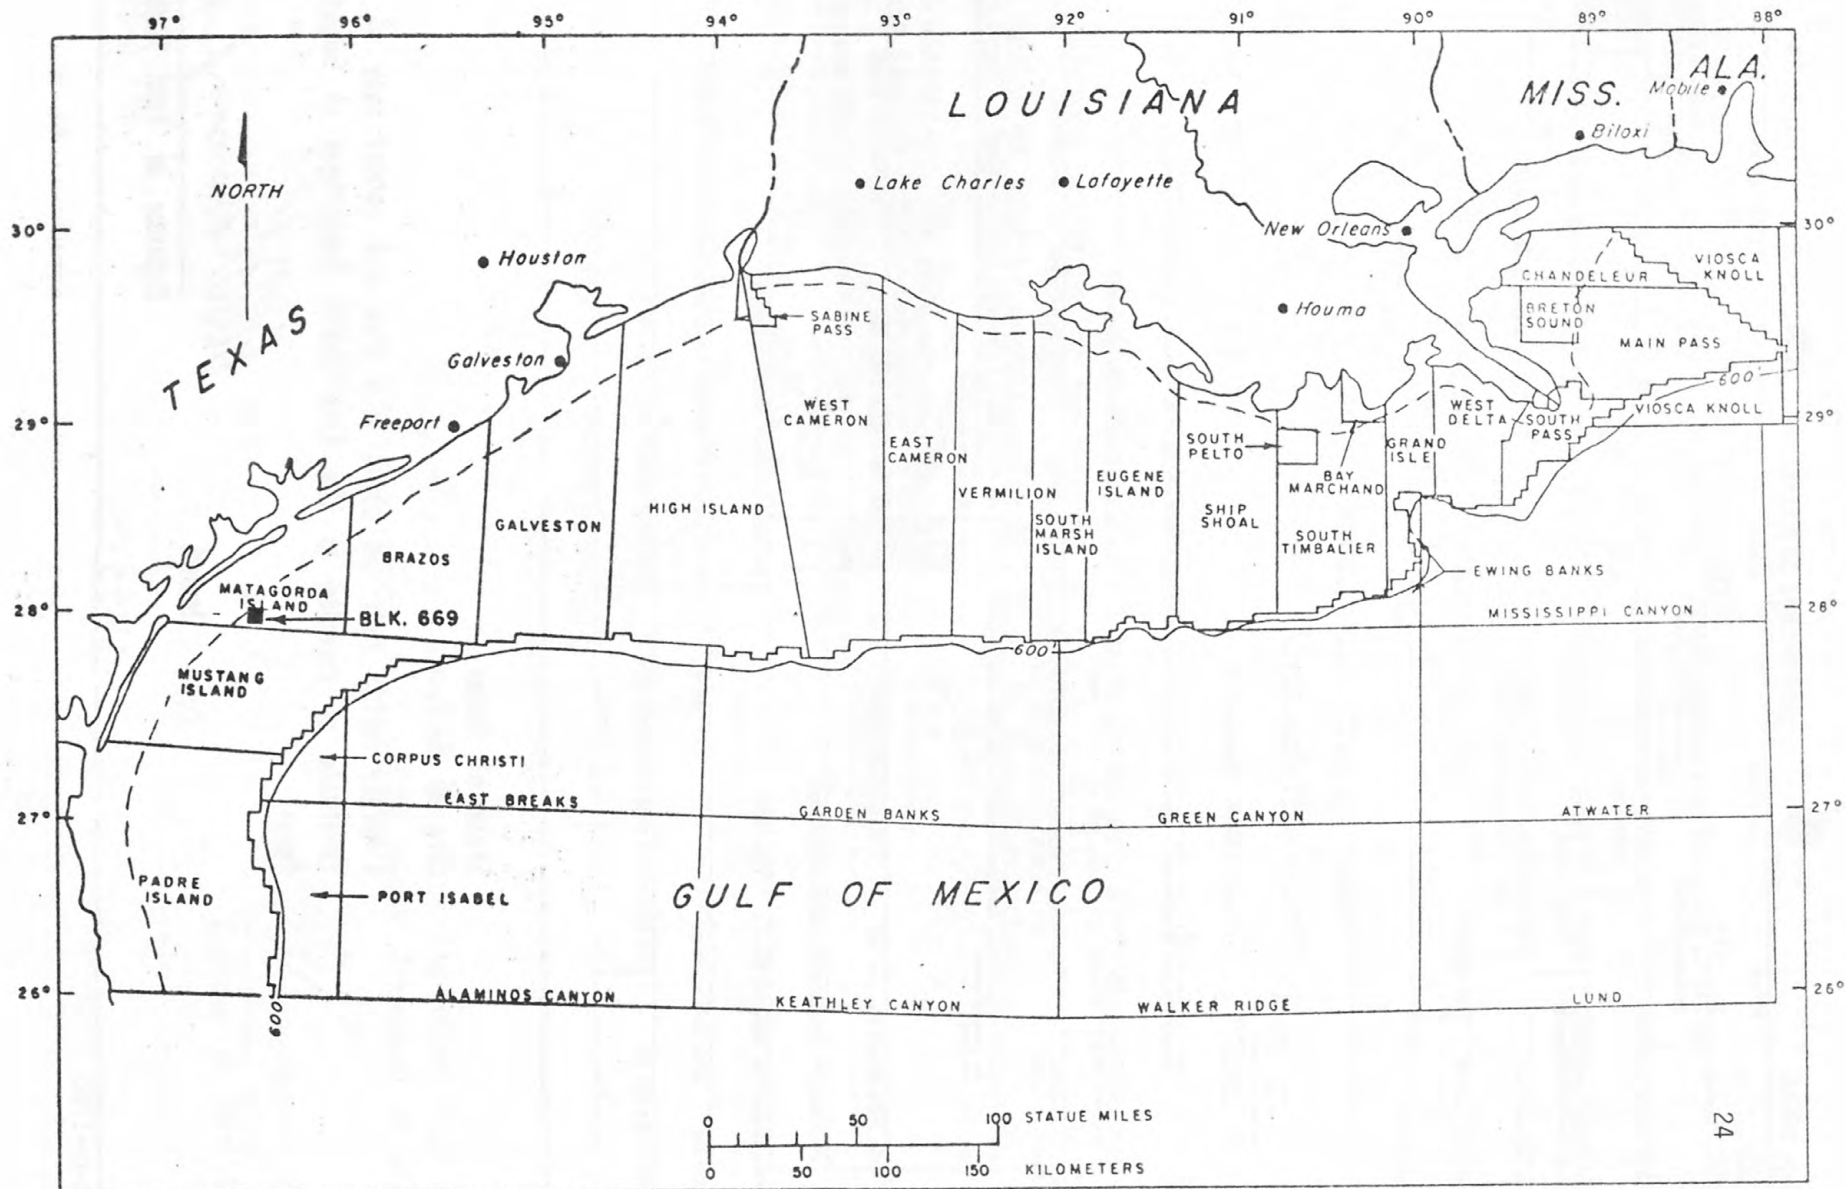 97° 96° 95° 94° 93° 92° 91° 90° 89° 88°
LOUISIANA
MISS.
ALA.
Mobile
Biloxi
NORTH
Lake Charles
Lafayette
New Orleans
30°
30°
Houston
TEXAS
SABINE
PASS
Houma
CHANDELEUR
VIOSCA
KNOLL
BRETON
SOUND
MAIN PASS
Galveston
600'
Freeport
29°
29°
WEST
CAMERON
EAST
CAMERON
SOUTH
PELTO
BAY
MARCHAND
GRAND
ISLE
WEST
DELTA
SOUTH
PASS
VIOSCA KNOLL
GALVESTON
HIGH ISLAND
VERMILION
SOUTH
MARSH
ISLAND
EUGENE
ISLAND
SHIP
SHOAL
SOUTH
TIMBALIER
BRAZOS
MATAGORDA
ISLAND
BLK. 669
EWING BANKS
MISSISSIPPI CANYON
28°
28°
600
MUSTANG
ISLAND
CORPUS CHRISTI
EAST BREAKS
GARDEN BANKS
GREEN CANYON
ATWATER
27°
27°
PADRE
ISLAND
PORT ISABEL
GULF OF MEXICO
26°
26°
600
ALAMINOS CANYON
KEATHLEY CANYON
WALKER RIDGE
LUND
0 50 100 STATUE MILES
0 50 100 150 KILOMETERS
24